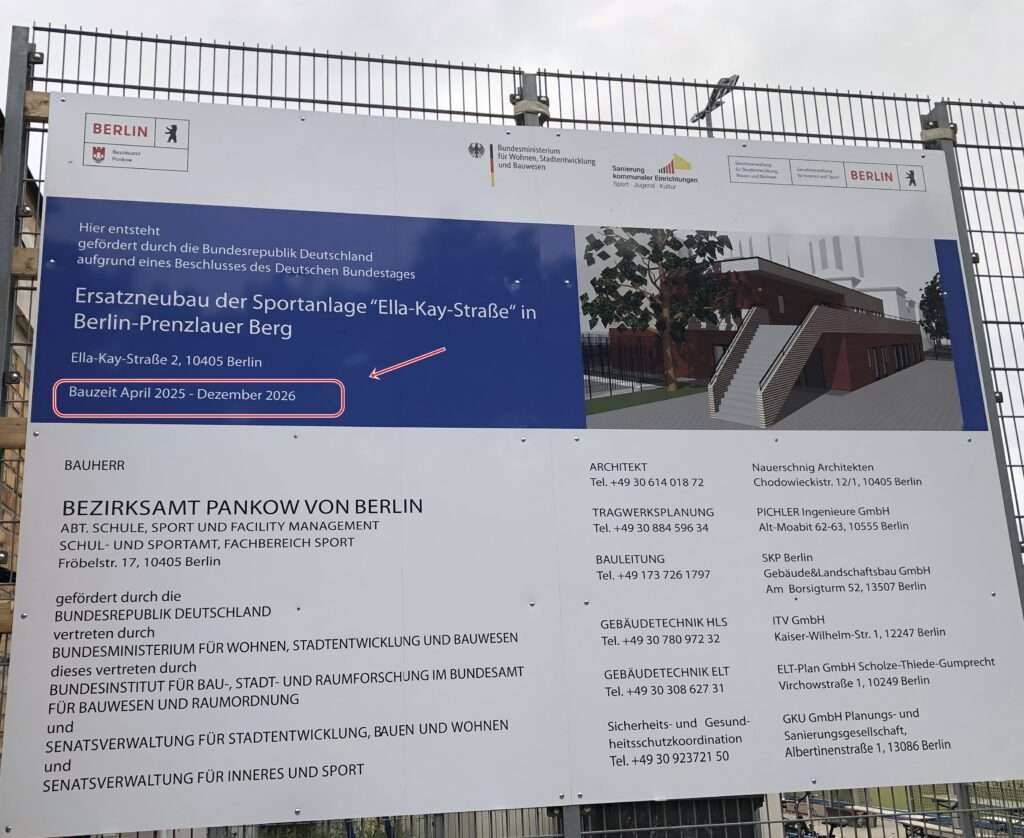 BERLIN
Bezirksamt
Pankow
Bundesministerium
für Wohnen, Stadtentwicklung
und Bauwesen
Sanierung
kommunaler Einrichtungen
Sport · Jugend · Kultur
Senatsverwaltung
für Stadtentwicklung,
Bauen und Wohnen
Senatsverwaltung
für Inneres und Sport
BERLIN
Hier entsteht
gefördert durch die Bundesrepublik Deutschland
aufgrund eines Beschlusses des Deutschen Bundestages
Ersatzneubau der Sportanlage "Ella-Kay-Straße" in
Berlin-Prenzlauer Berg
Ella-Kay-Straße 2, 10405 Berlin
Bauzeit April 2025 - Dezember 2026
BAUHERR
BEZIRKSAMT PANKOW VON BERLIN
ABT. SCHULE, SPORT UND FACILITY MANAGEMENT
SCHUL- UND SPORTAMT, FACHBEREICH SPORT
Fröbelstr. 17, 10405 Berlin
gefördert durch die
BUNDESREPUBLIK DEUTSCHLAND
vertreten durch
BUNDESMINISTERIUM FÜR WOHNEN, STADTENTWICKLUNG UND BAUWESEN
dieses vertreten durch
BUNDESINSTITUT FÜR BAU-, STADT- UND RAUMFORSCHUNG IM BUNDESAMT
FÜR BAUWESEN UND RAUMORDNUNG
und
SENATSVERWALTUNG FÜR STADTENTWICKLUNG, BAUEN UND WOHNEN
und
SENATSVERWALTUNG FÜR INNERES UND SPORT
ARCHITEKT
Tel. +49 30 614 018 72
Nauerschnig Architekten
Chodowieckistr. 12/1, 10405 Berlin
TRAGWERKSPLANUNG
Tel. +49 30 884 596 34
PICHLER Ingenieure GmbH
Alt-Moabit 62-63, 10555 Berlin
BAULEITUNG
Tel. +49 173 726 1797
SKP Berlin
Gebäude&Landschaftsbau GmbH
Am Borsigturm 52, 13507 Berlin
GEBÄUDETECHNIK HLS
Tel. +49 30 780 972 32
ITV GmbH
Kaiser-Wilhelm-Str. 1, 12247 Berlin
GEBÄUDETECHNIK ELT
Tel. +49 30 308 627 31
ELT-Plan GmbH Scholze-Thiede-Gumprecht
Virchowstraße 1, 10249 Berlin
Sicherheits- und Gesund-
heitsschutzkoordination
Tel. +49 30 923721 50
GKU GmbH Planungs- und
Sanierungsgesellschaft,
Albertinenstraße 1, 13086 Berlin